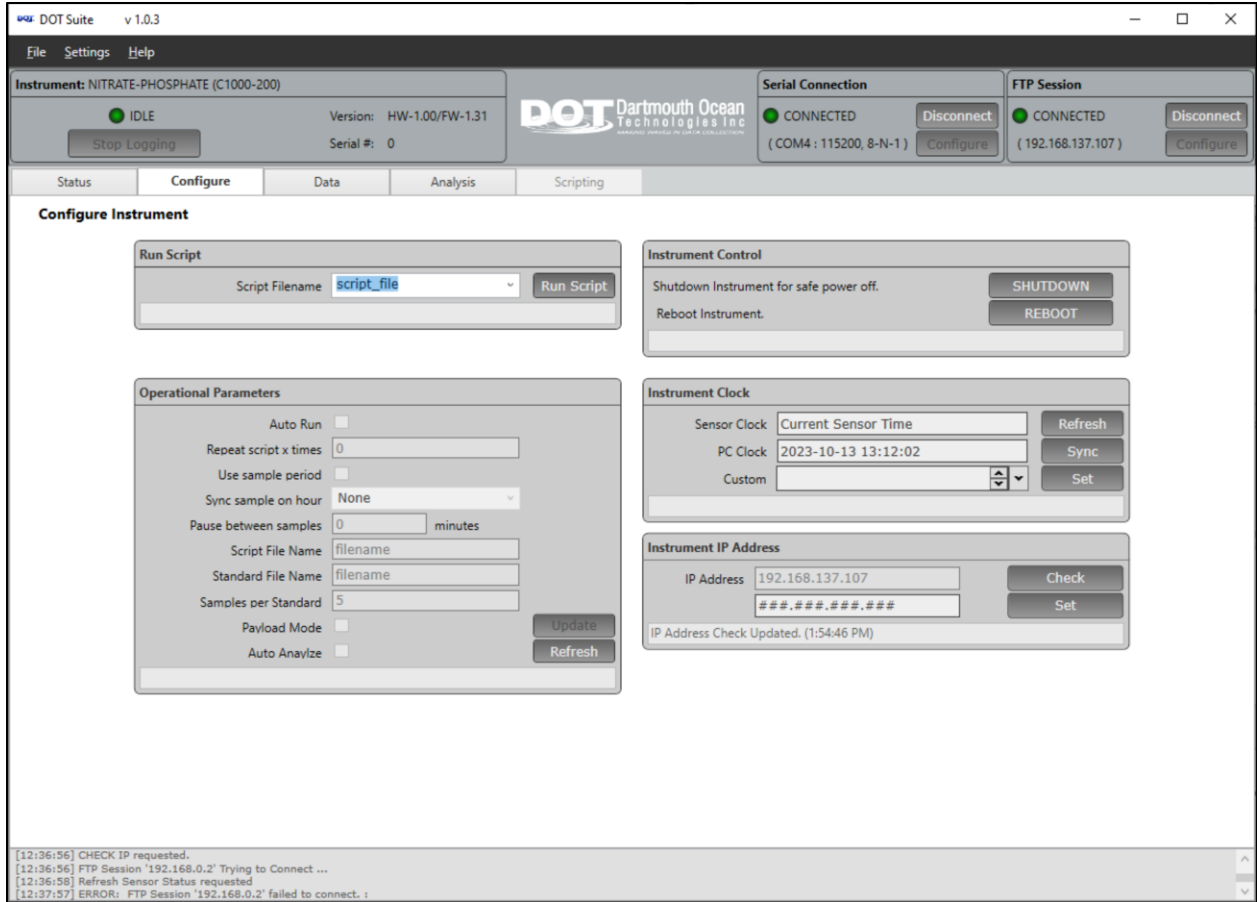 DOT DOT Suite v 1.0.3
File Settings Help
Instrument: NITRATE-PHOSPHATE (C1000-200)
IDLE
Version: HW-1.00/FW-1.31
Stop Logging
Serial #: 0
DOT Dartmouth Ocean
Technologies Inc
MAKING WAVES IN DATA COLLECTION
Serial Connection
CONNECTED
Disconnect
( COM4 : 115200, 8-N-1 )
Configure
FTP Session
CONNECTED
Disconnect
( 192.168.137.107 )
Configure
Status Configure Data Analysis Scripting
Configure Instrument
Run Script
Script Filename script_file Run Script
Instrument Control
Shutdown Instrument for safe power off. SHUTDOWN
Reboot Instrument. REBOOT
Operational Parameters
Auto Run
Repeat script x times 0
Use sample period
Sync sample on hour None
Pause between samples 0 minutes
Script File Name filename
Standard File Name filename
Samples per Standard 5
Payload Mode Update
Auto Anaylze Refresh
Instrument Clock
Sensor Clock Current Sensor Time Refresh
PC Clock 2023-10-13 13:12:02 Sync
Custom Set
Instrument IP Address
IP Address 192.168.137.107 Check
###.###.###.### Set
IP Address Check Updated. (1:54:46 PM)
[12:36:56] CHECK IP requested.
[12:36:56] FTP Session '192.168.0.2' Trying to Connect ...
[12:36:58] Refresh Sensor Status requested
[12:37:57] ERROR: FTP Session '192.168.0.2' failed to connect. :